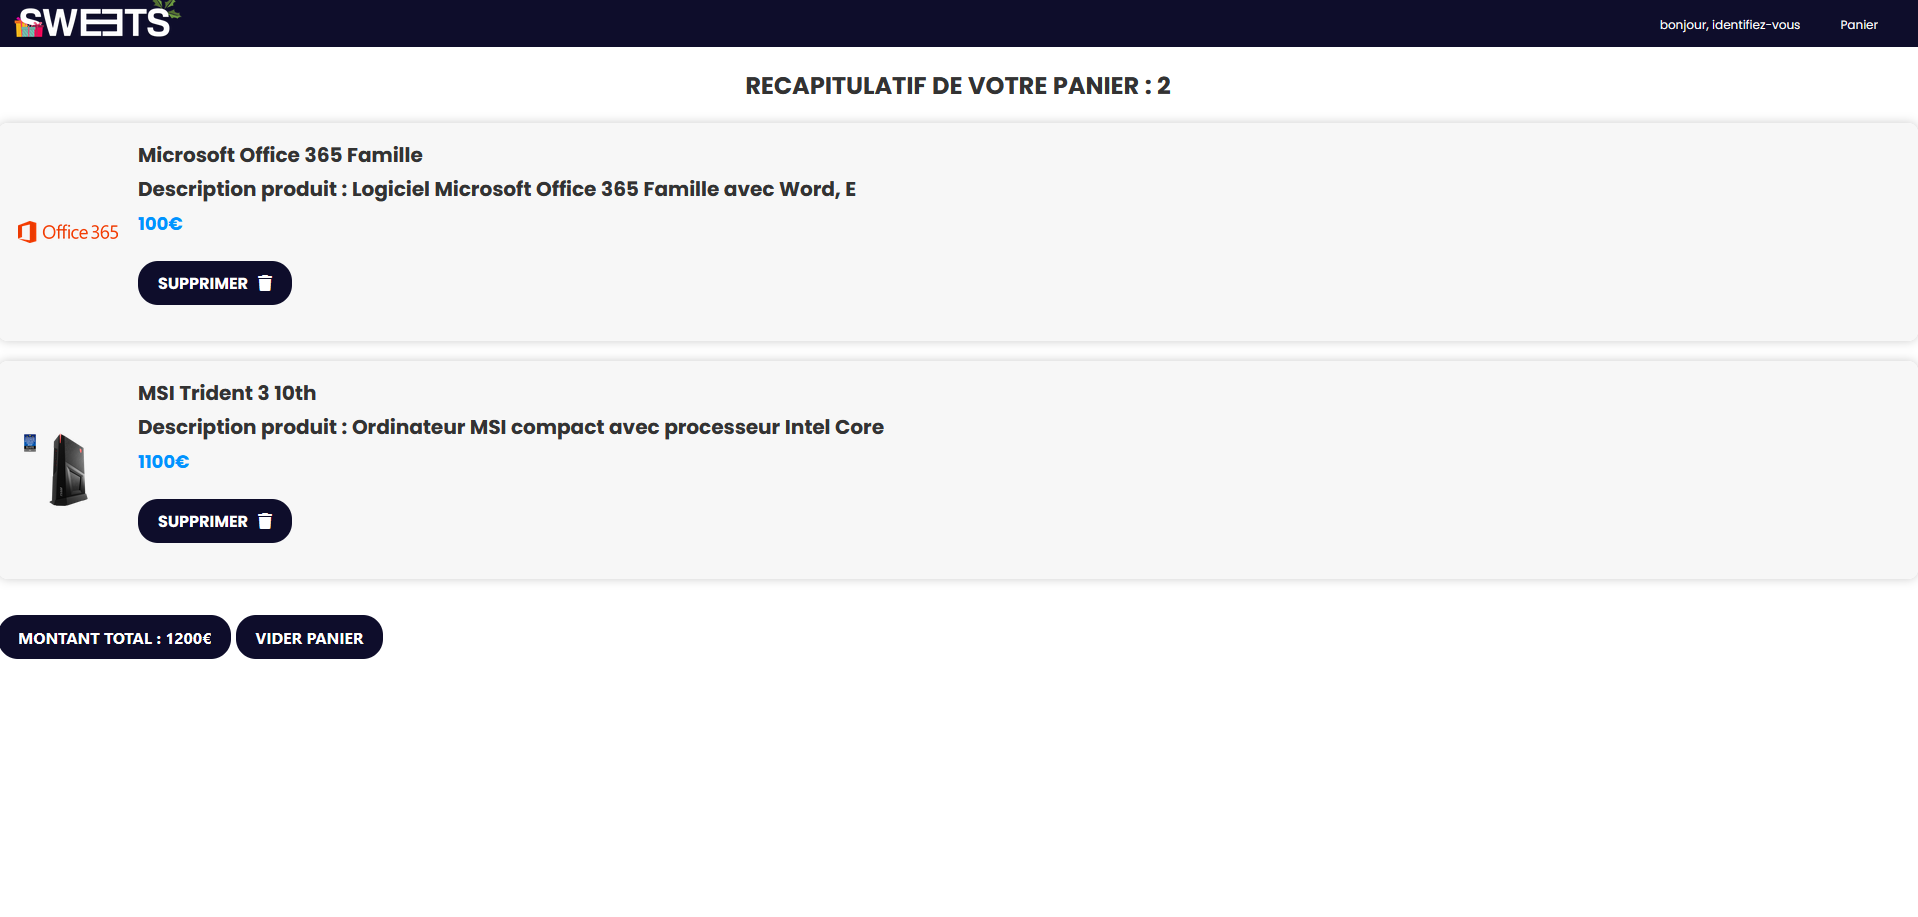 SWEETS
bonjour, identifiez-vous
Panier
RECAPITULATIF DE VOTRE PANIER : 2
Microsoft Office 365 Famille
Description produit : Logiciel Microsoft Office 365 Famille avec Word, E
100€
Office 365
SUPPRIMER
MSI Trident 3 10th
Description produit : Ordinateur MSI compact avec processeur Intel Core
1100€
SUPPRIMER
MONTANT TOTAL : 1200€
VIDER PANIER